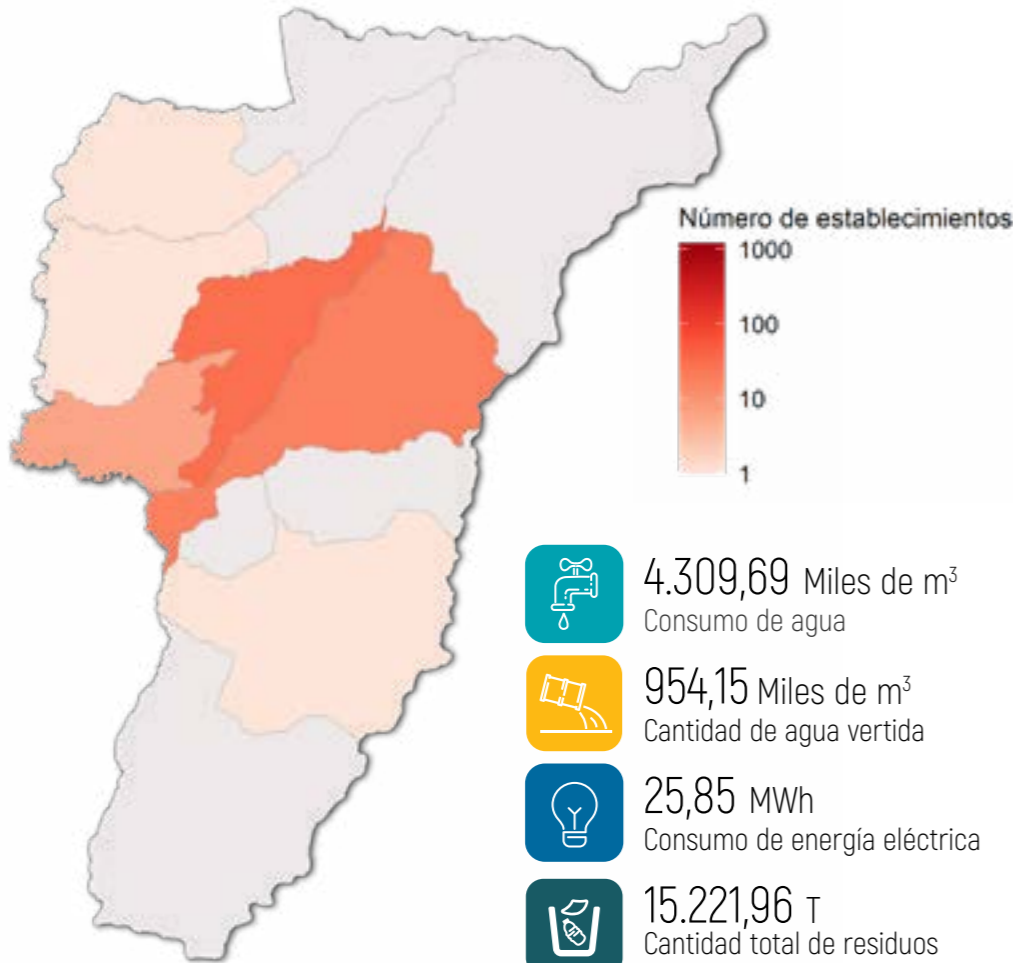 Número de establecimientos
1000
100
10
1
4.309,69 Miles de m³
Consumo de agua
954,15 Miles de m³
Cantidad de agua vertida
25,85 MWh
Consumo de energía eléctrica
15.221,96 T
Cantidad total de residuos